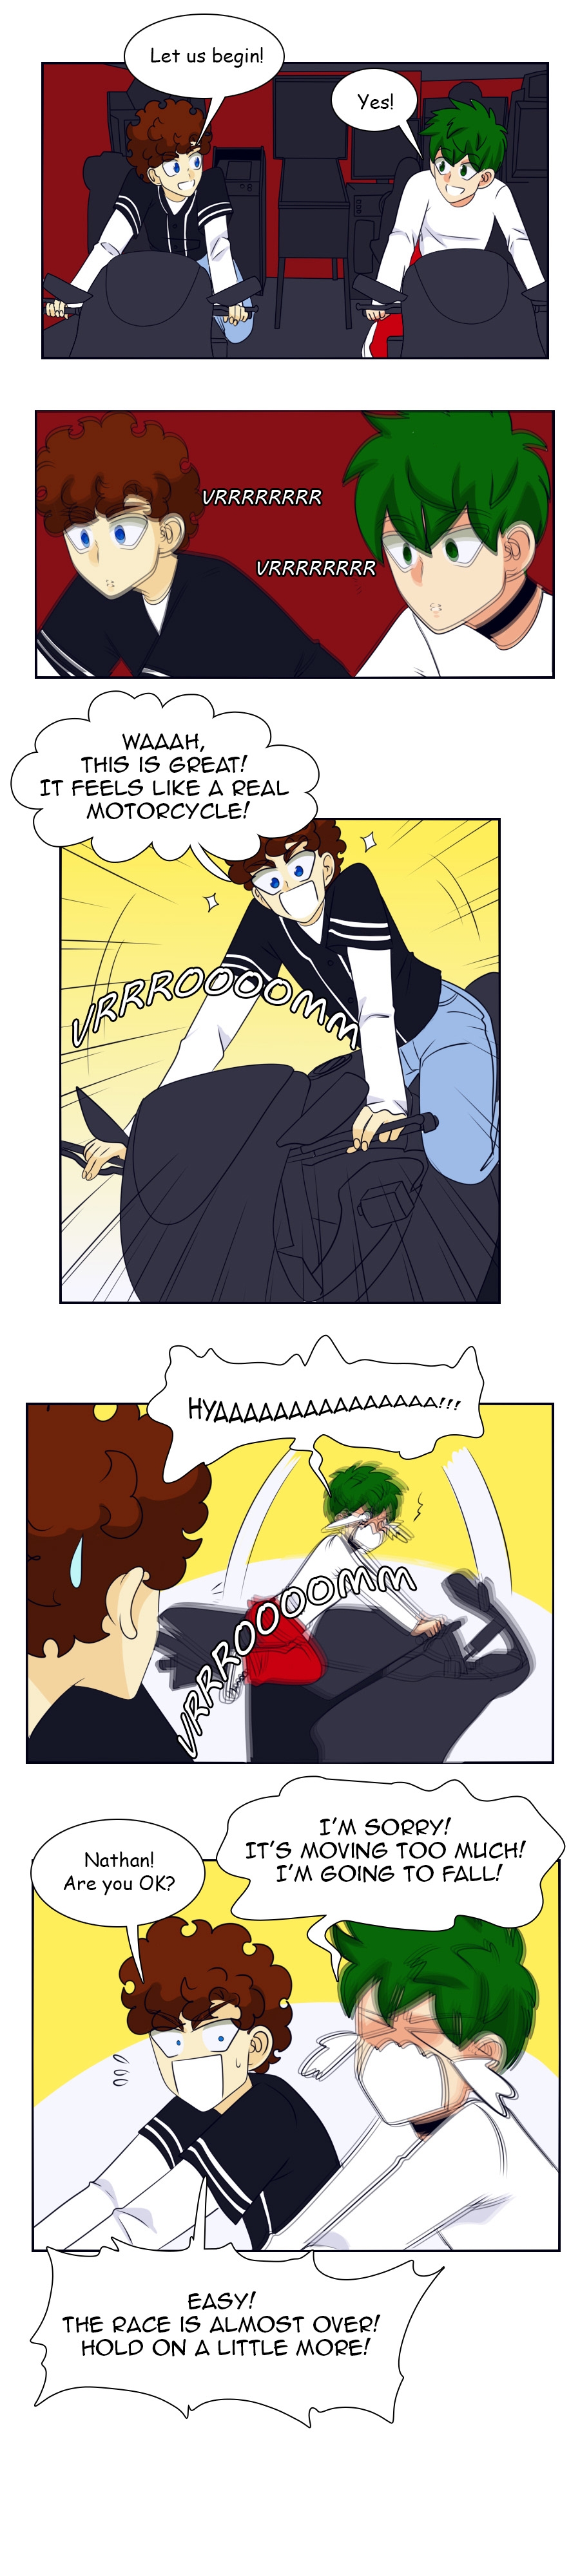 Let us begin!
Yes!
VRRRRRRRR
VRRRRRRRR
WAAAH,
THIS IS GREAT!
IT FEELS LIKE A REAL
MOTORCYCLE!
VRRROOOOMM
HYAAAAAAAAAAAAAAA!!!
VRRROOOOMM
I'M SORRY!
IT'S MOVING TOO MUCH!
I'M GOING TO FALL!
Nathan!
Are you OK?
EASY!
THE RACE IS ALMOST OVER!
HOLD ON A LITTLE MORE!